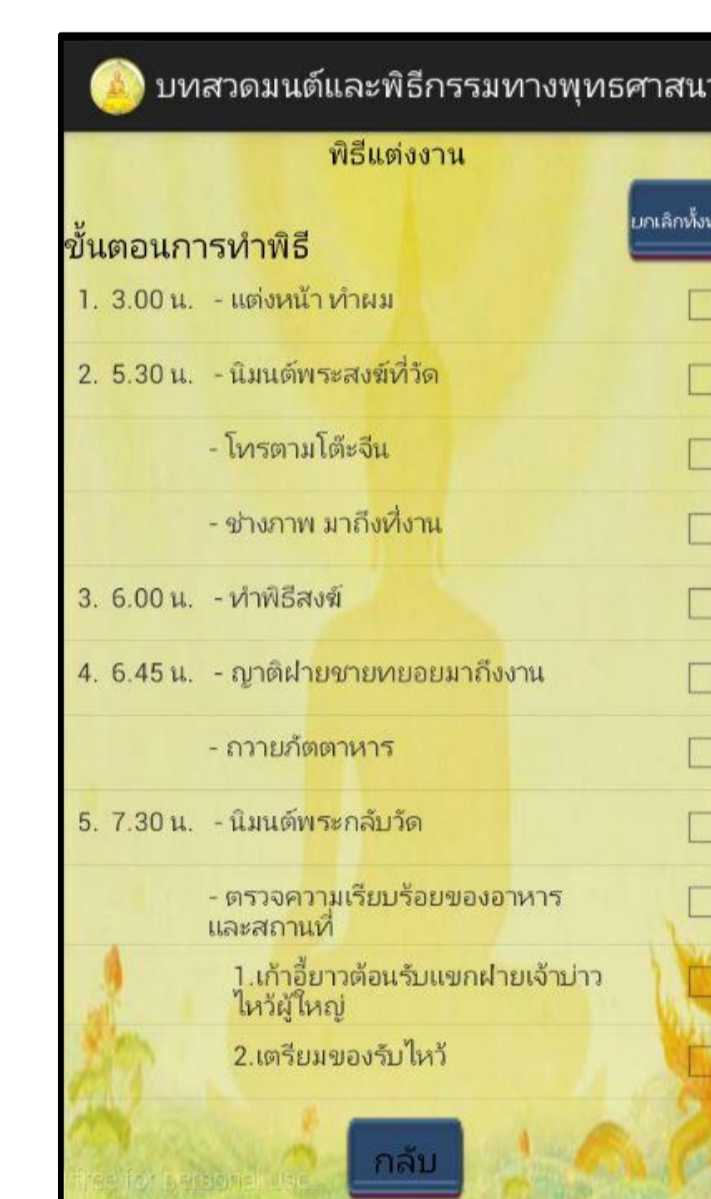 บทสวดมนต์และพิธีกรรมทางพุทธศาสนา
พิธีแต่งงาน
ยกเลิกทั้ง
ขั้นตอนการทำพิธี
1. 3.00 น. - แต่งหน้า ทำผม
2. 5.30 น. - นิมนต์พระสงฆ์ที่วัด
- โทรตามโต๊ะจีน
- ช่างภาพ มาถึงที่งาน
3. 6.00 น. - ทำพิธีสงฆ์
4. 6.45 น. - ญาติฝ่ายชายทยอยมาถึงงาน
- ถวายภัตตาหาร
5. 7.30 น. - นิมนต์พระกลับวัด
- ตรวจความเรียบร้อยของอาหาร
และสถานที่
1.เก้าอี้ยาวต้อนรับแขกฝ่ายเจ้าบ่าว
ไหว้ผู้ใหญ่
2.เตรียมของรับไหว้
กลับ
free for personal use